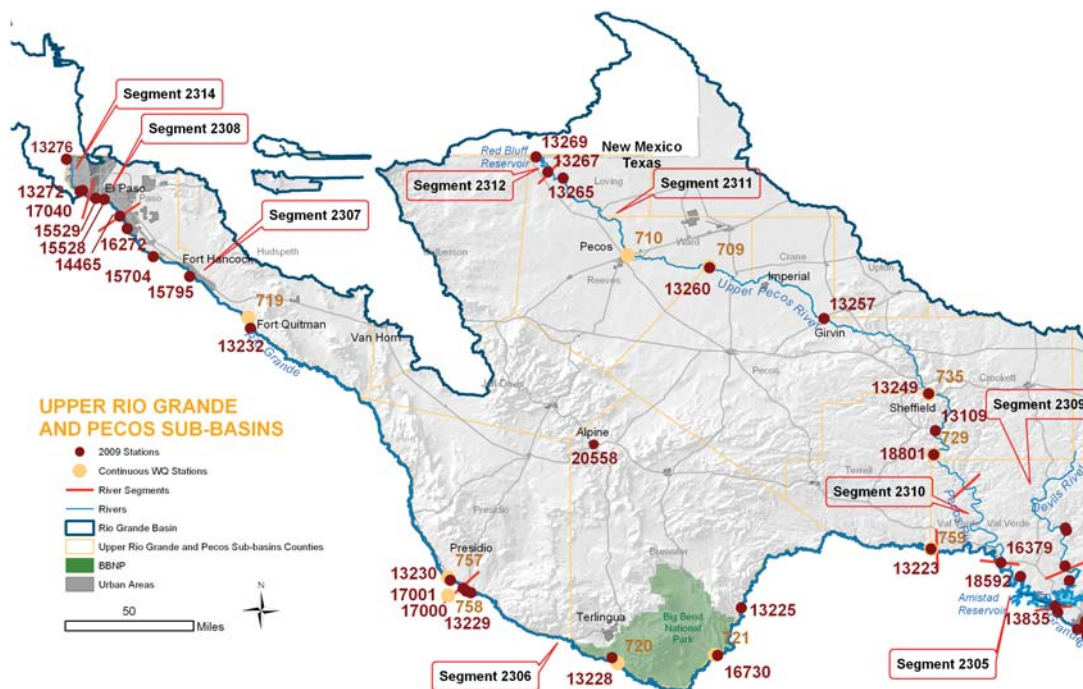 Segment 2314
Segment 2308
13276
13272
17040
15529
15528
14465
16272
15704
15795
El Paso
El Paso
Fort Hancock
Hudspeth
Segment 2307
719
Fort Quitman
13232
Grande
Van Horn
Red Bluff
Reservoir
13269
13267
13265
New Mexico
Texas
Segment 2312
Loving
Segment 2311
Pecos
710
Ward
709
13260
Reeves
Crane
Imperial
Upton
Upper Pecos River
13257
Girvin
Pecos
735
13249
Crockett
Sheffield
Segment 2309
13109
729
18801
Terrell
Segment 2310
Devils River
Val Verde
Val Verde
759
13223
16379
18592
Amistad
Reservoir
13835
Grande
Segment 2305
Alpine
20558
Presidio
Brewster
Presidio
757
13230
17001
17000
758
13229
Terlingua
Big Bend
National
Park
13225
720
721
13228
16730
Segment 2306
UPPER RIO GRANDE
AND PECOS SUB-BASINS
2009 Stations
Continuous WQ Stations
River Segments
Rivers
Rio Grande Basin
Upper Rio Grande and Pecos Sub-basins Counties
BBNP
Urban Areas
N
50
Miles